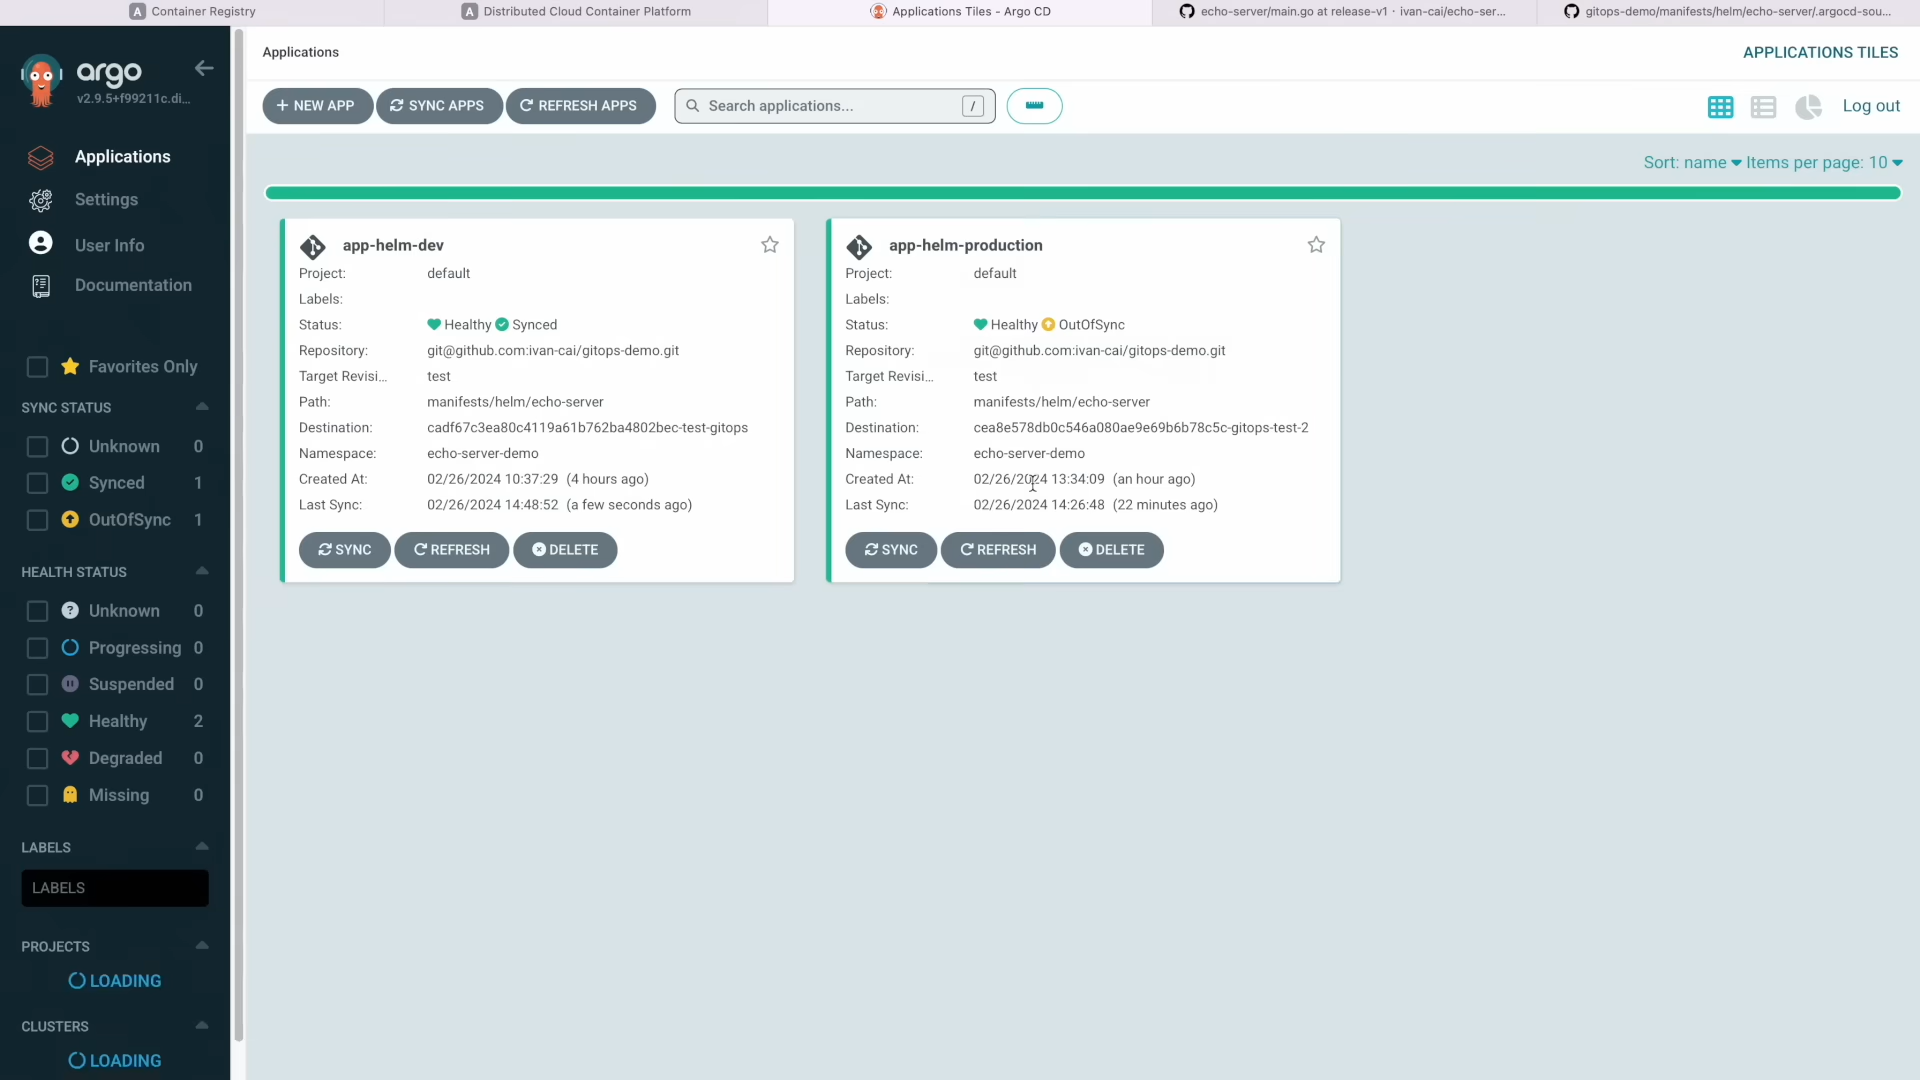 Container Registry
Distributed Cloud Container Platform
Applications Tiles - Argo CD
echo-server/main.go at release-v1 · ivan-cai/echo-ser...
gitops-demo/manifests/helm/echo-server/.argocd-sou...
argo
v2.9.5+f99211c.di...
Applications
Settings
User Info
Documentation
Favorites Only
SYNC STATUS
Unknown 0
Synced 1
OutOfSync 1
HEALTH STATUS
Unknown 0
Progressing 0
Suspended 0
Healthy 2
Degraded 0
Missing 0
LABELS
LABELS
PROJECTS
LOADING
CLUSTERS
LOADING
Applications
APPLICATIONS TILES
+ NEW APP SYNC APPS REFRESH APPS Search applications... / Log out
Sort: name Items per page: 10
app-helm-dev
Project: default
Labels:
Status: Healthy Synced
Repository: git@github.com:ivan-cai/gitops-demo.git
Target Revisi... test
Path: manifests/helm/echo-server
Destination: cadf67c3ea80c4119a61b762ba4802bec-test-gitops
Namespace: echo-server-demo
Created At: 02/26/2024 10:37:29 (4 hours ago)
Last Sync: 02/26/2024 14:48:52 (a few seconds ago)
SYNC REFRESH DELETE
app-helm-production
Project: default
Labels:
Status: Healthy OutOfSync
Repository: git@github.com:ivan-cai/gitops-demo.git
Target Revisi... test
Path: manifests/helm/echo-server
Destination: cea8e578db0c546a080ae9e69b6b78c5c-gitops-test-2
Namespace: echo-server-demo
Created At: 02/26/2024 13:34:09 (an hour ago)
Last Sync: 02/26/2024 14:26:48 (22 minutes ago)
SYNC REFRESH DELETE